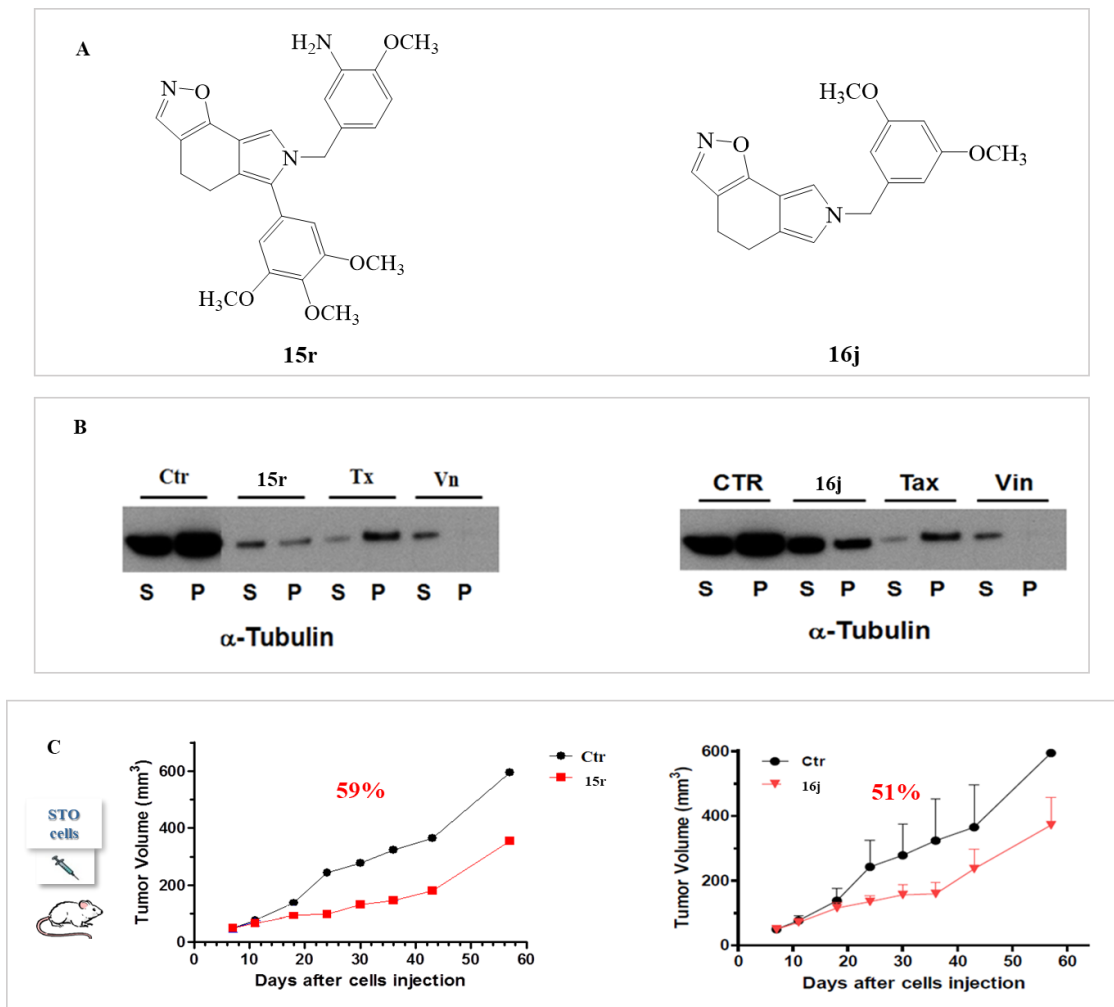 A
H₂N
OCH₃
N
O
N
OCH₃
H₃CO
OCH₃
15r
H₃CO
N
O
OCH₃
N
16j
B
Ctr 15r Tx Vn
S P S P S P S P
α-Tubulin
CTR 16j Tax Vin
S P S P S P S P
α-Tubulin
C
STO
cells
Tumor Volume (mm³)
600
400
200
0
0 10 20 30 40 50 60
Days after cells injection
59%
Ctr
15r
Tumor Volume (mm³)
600
400
200
0
0 10 20 30 40 50 60
Days after cells injection
Ctr
16j
51%